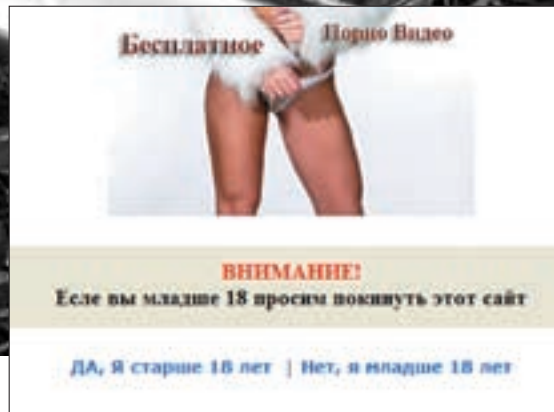 Бесплатное Порно Видео
ВНИМАНИЕ!
Если вы младше 18 просим покинуть этот сайт
ДА, Я старше 18 лет | Нет, я младше 18 лет